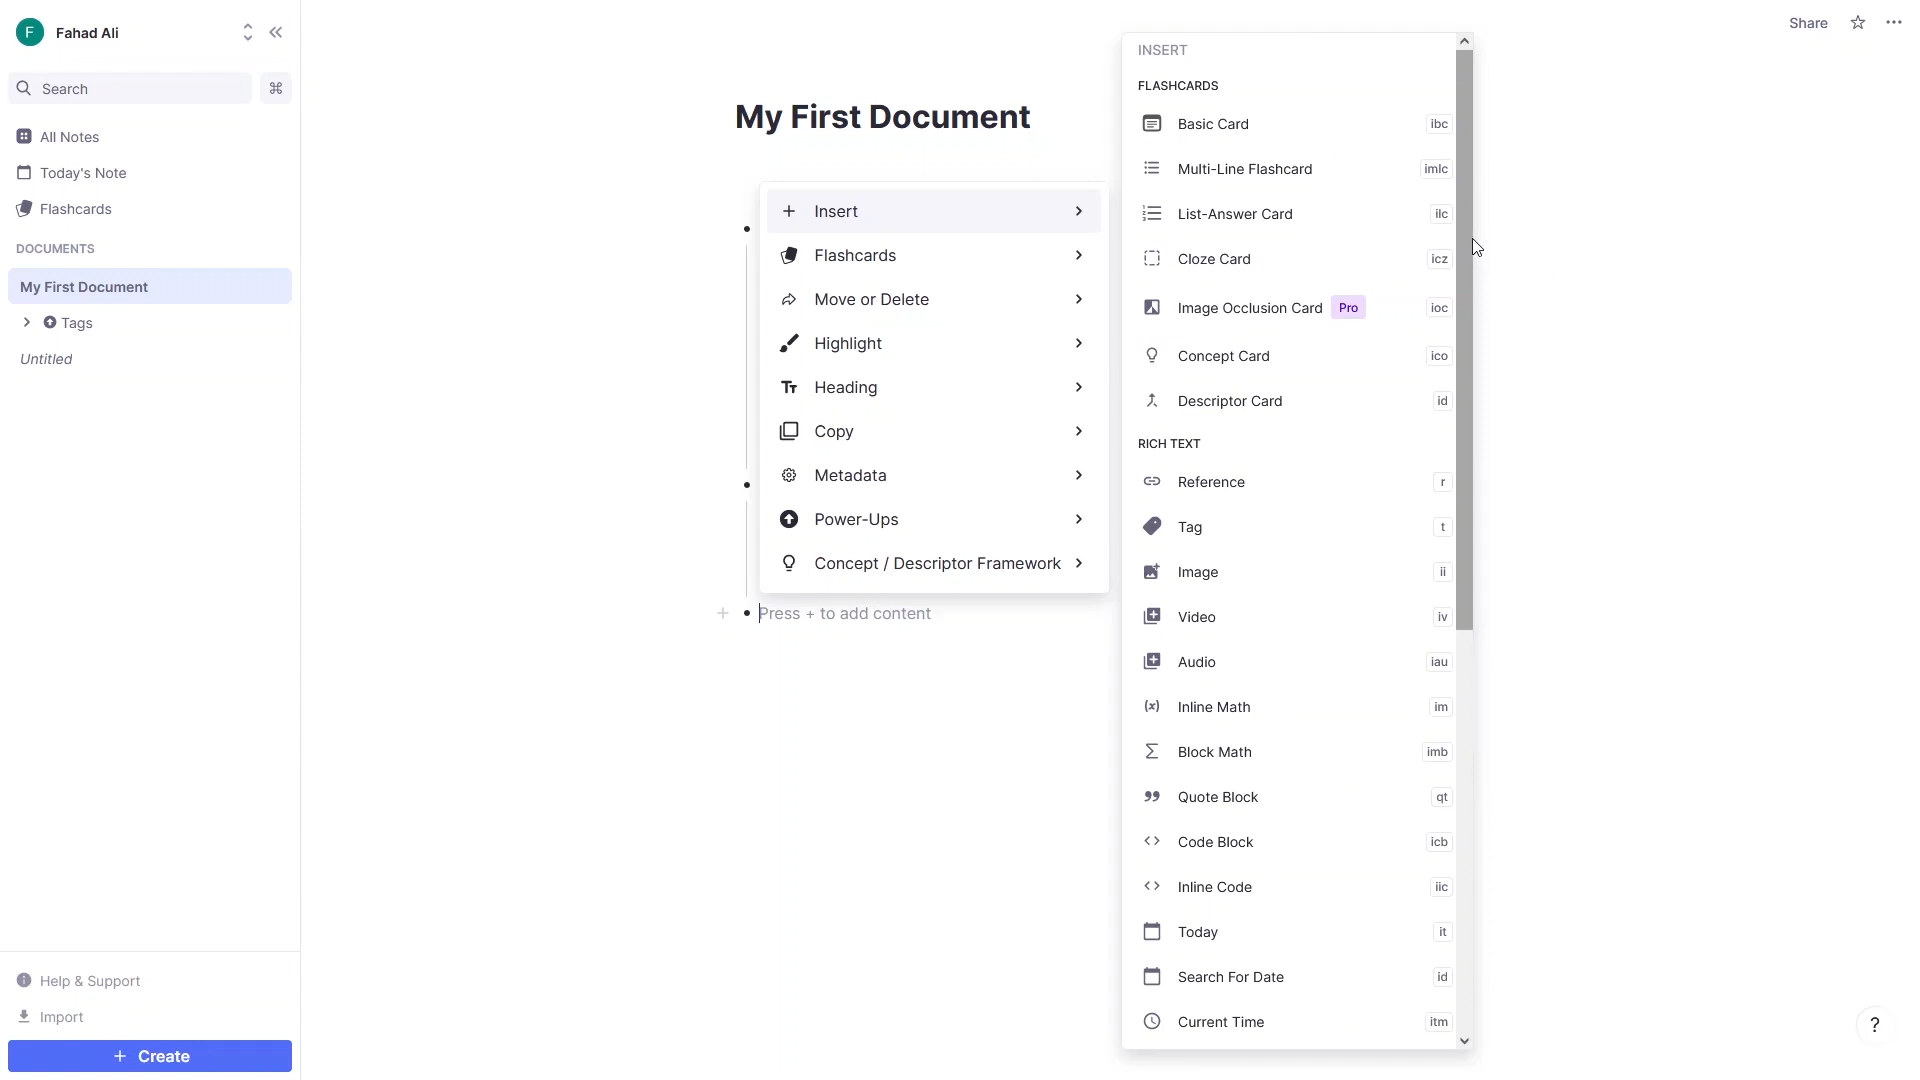 F Fahad Ali
Search ⌘
All Notes
Today's Note
Flashcards
DOCUMENTS
My First Document
Tags
Untitled
Help & Support
Import
+ Create
Share
My First Document
Insert
Flashcards
Move or Delete
Highlight
Tт Heading
Copy
Metadata
Power-Ups
Concept / Descriptor Framework
+ Press + to add content
INSERT
FLASHCARDS
Basic Card ibc
Multi-Line Flashcard imlc
List-Answer Card ilc
Cloze Card icz
Image Occlusion Card Pro ioc
Concept Card ico
Descriptor Card id
RICH TEXT
Reference r
Tag t
Image ii
Video iv
Audio iau
(x) Inline Math im
Σ Block Math imb
Quote Block qt
<> Code Block icb
<> Inline Code iic
Today it
Search For Date id
Current Time itm
?